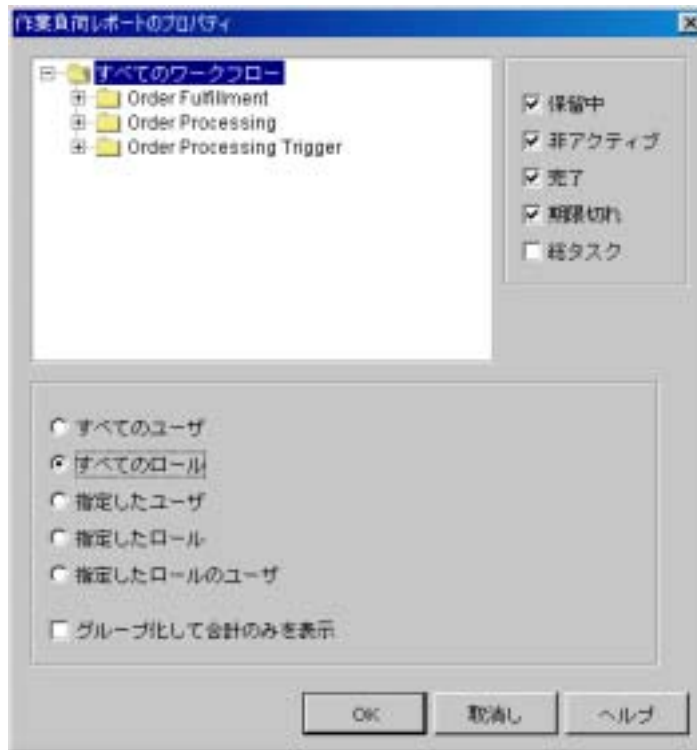 作業負荷レポートのプロパティ
すべてのワークフロー
Order Fulfillment
Order Processing
Order Processing Trigger
保留中
非アクティブ
完了
期限切れ
総タスク
すべてのユーザ
すべてのロール
指定したユーザ
指定したロール
指定したロールのユーザ
グループ化して合計のみを表示
OK 取消し ヘルプ